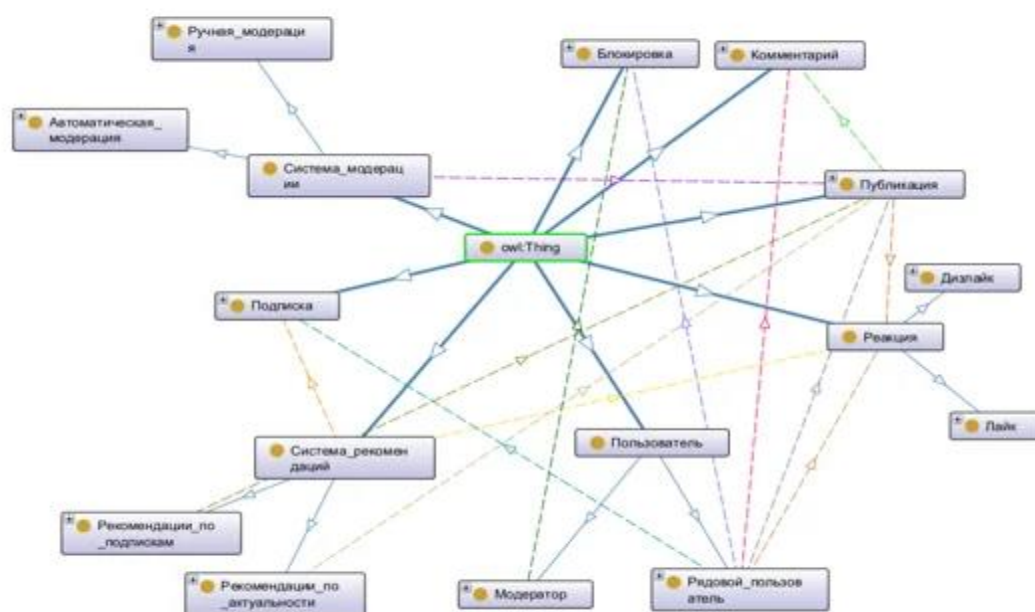 Ручная_модераци
я
Блокировка
Комментарий
Автоматическая_
модерация
Система_модерац
ии
Публикация
owl:Thing
Дизлайк
Подписка
Реакция
Лайк
Пользователь
Система_рекомен
даций
Рекомендации_по
_подпискам
Рекомендации_по
_актуальности
Модератор
Рядовой_пользов
атель